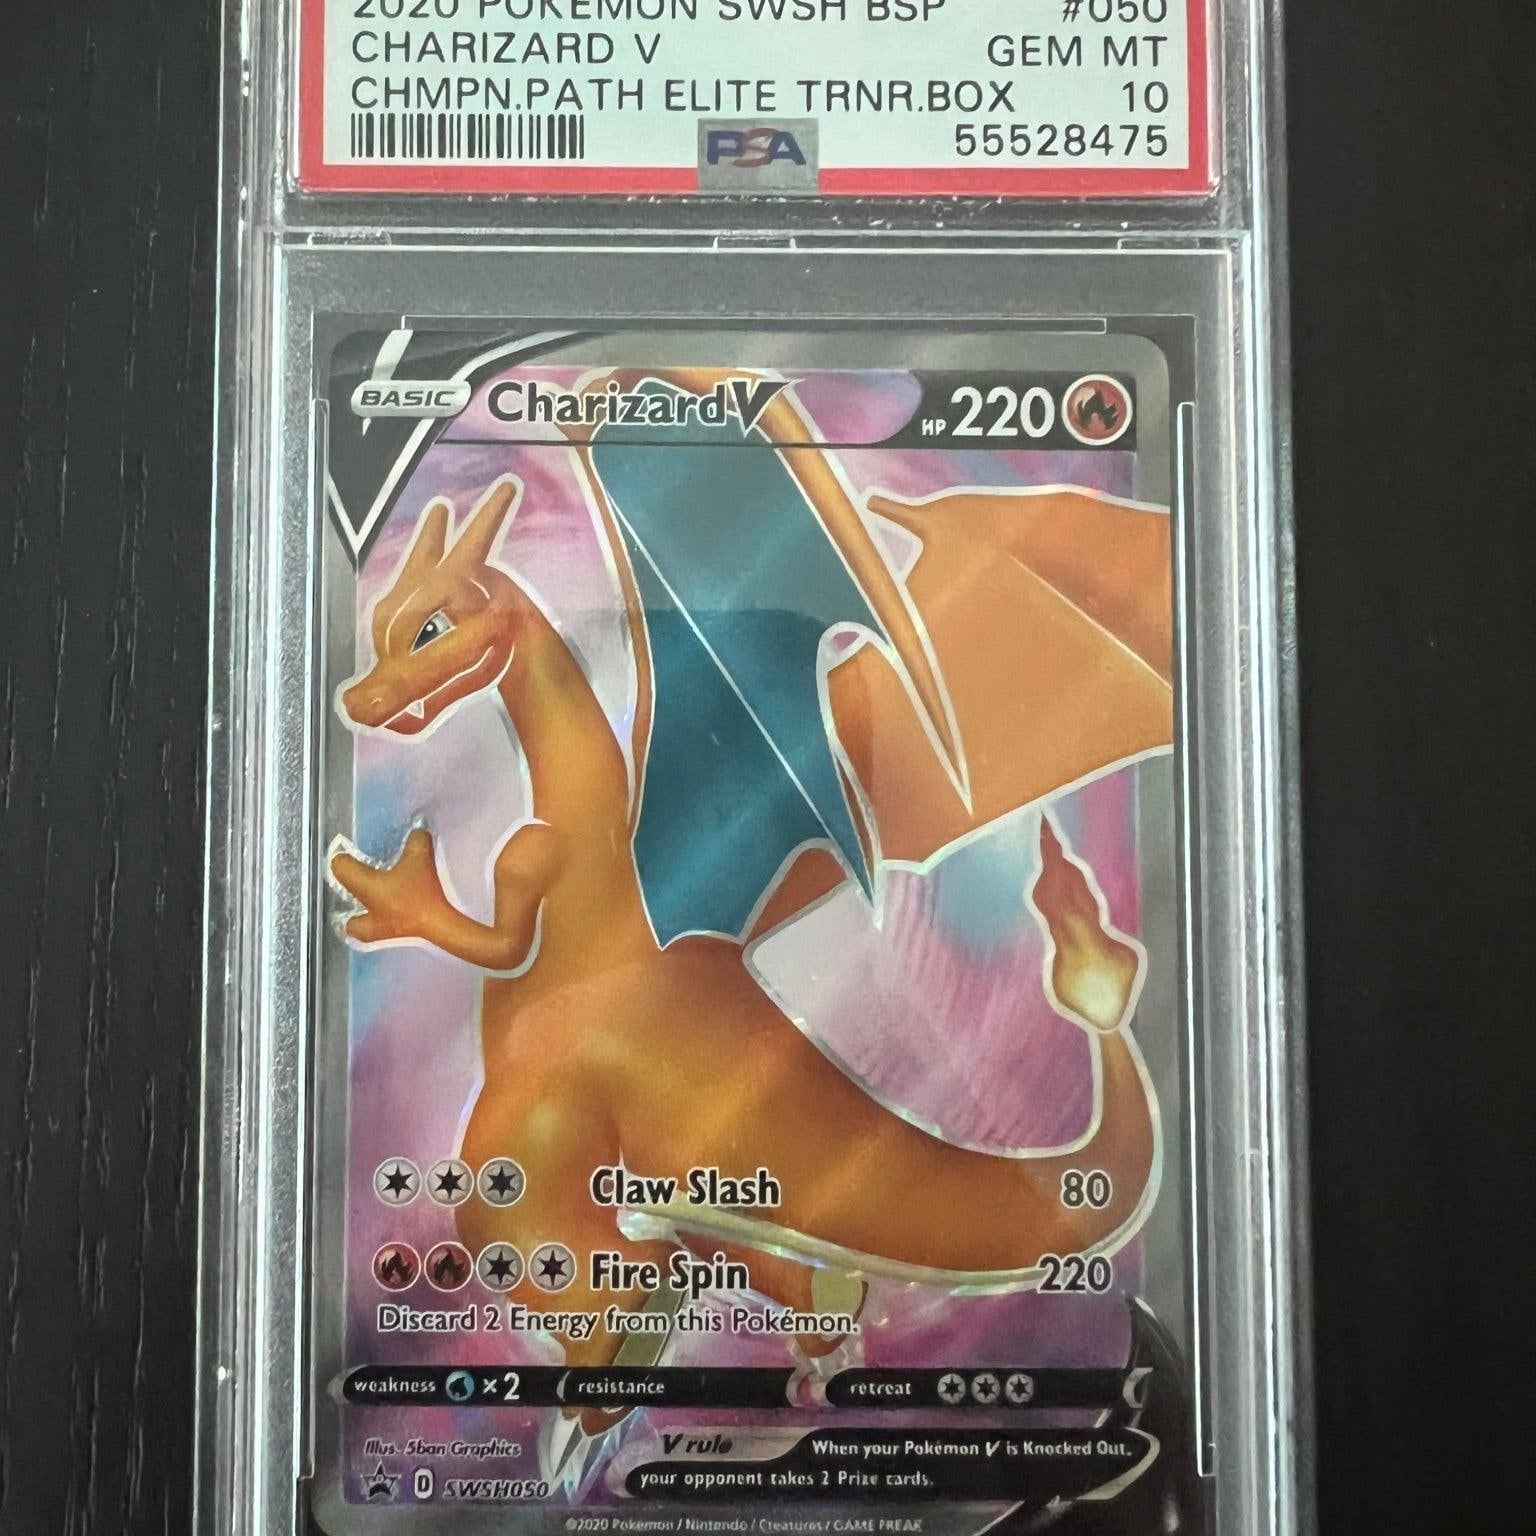 2020 POKEMON SWSH BSP #050
CHARIZARD V GEM MT
CHMPN.PATH ELITE TRNR.BOX 10
PSA 55528475
BASIC Charizard V HP 220
Claw Slash 80
Fire Spin 220
Discard 2 Energy from this Pokémon.
weakness ×2 resistance retreat
Illus. 5ban Graphics V rule When your Pokémon V is Knocked Out,
D SWSH050 your opponent takes 2 Prize cards.
©2020 Pokémon / Nintendo / Creatures / GAME FREAK